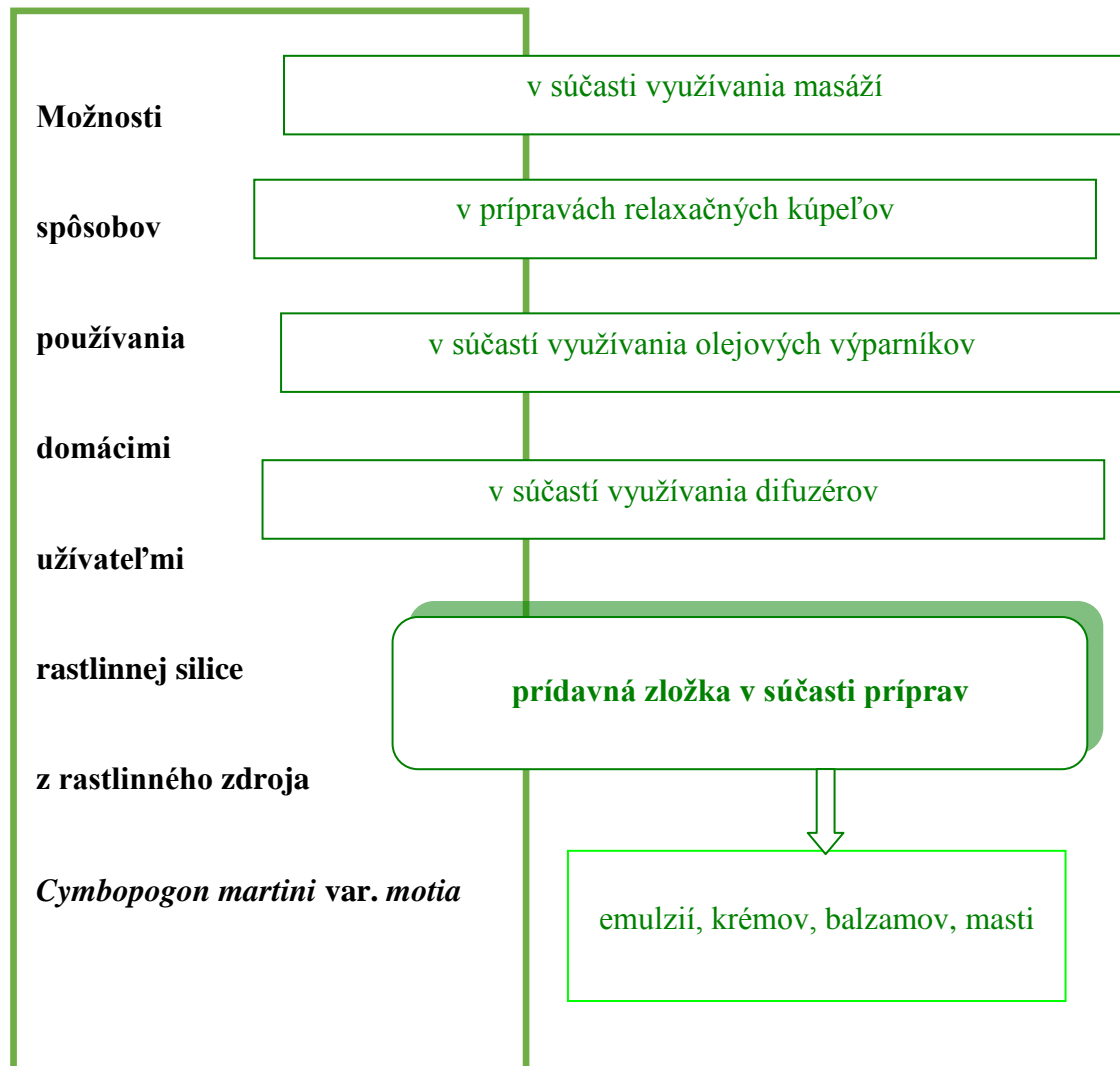 Možnosti
spôsobov
používania
domácimi
užívateľmi
rastlinnej silice
z rastlinného zdroja
Cymbopogon martini var. motia
v súčasti využívania masáží
v prípravách relaxačných kúpeľov
v súčastí využívania olejových výparníkov
v súčastí využívania difuzérov
prídavná zložka v súčasti príprav
emulzií, krémov, balzamov, masti